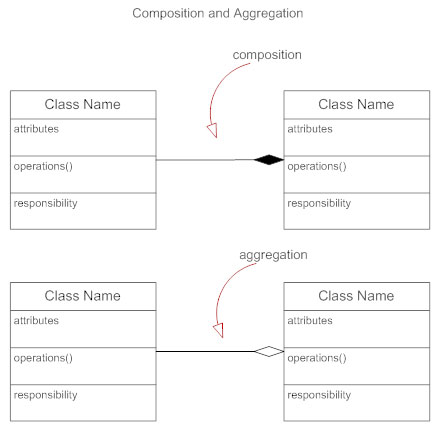 Composition and Aggregation
composition
Class Name
attributes
operations()
responsibility
Class Name
attributes
operations()
responsibility
aggregation
Class Name
attributes
operations()
responsibility
Class Name
attributes
operations()
responsibility